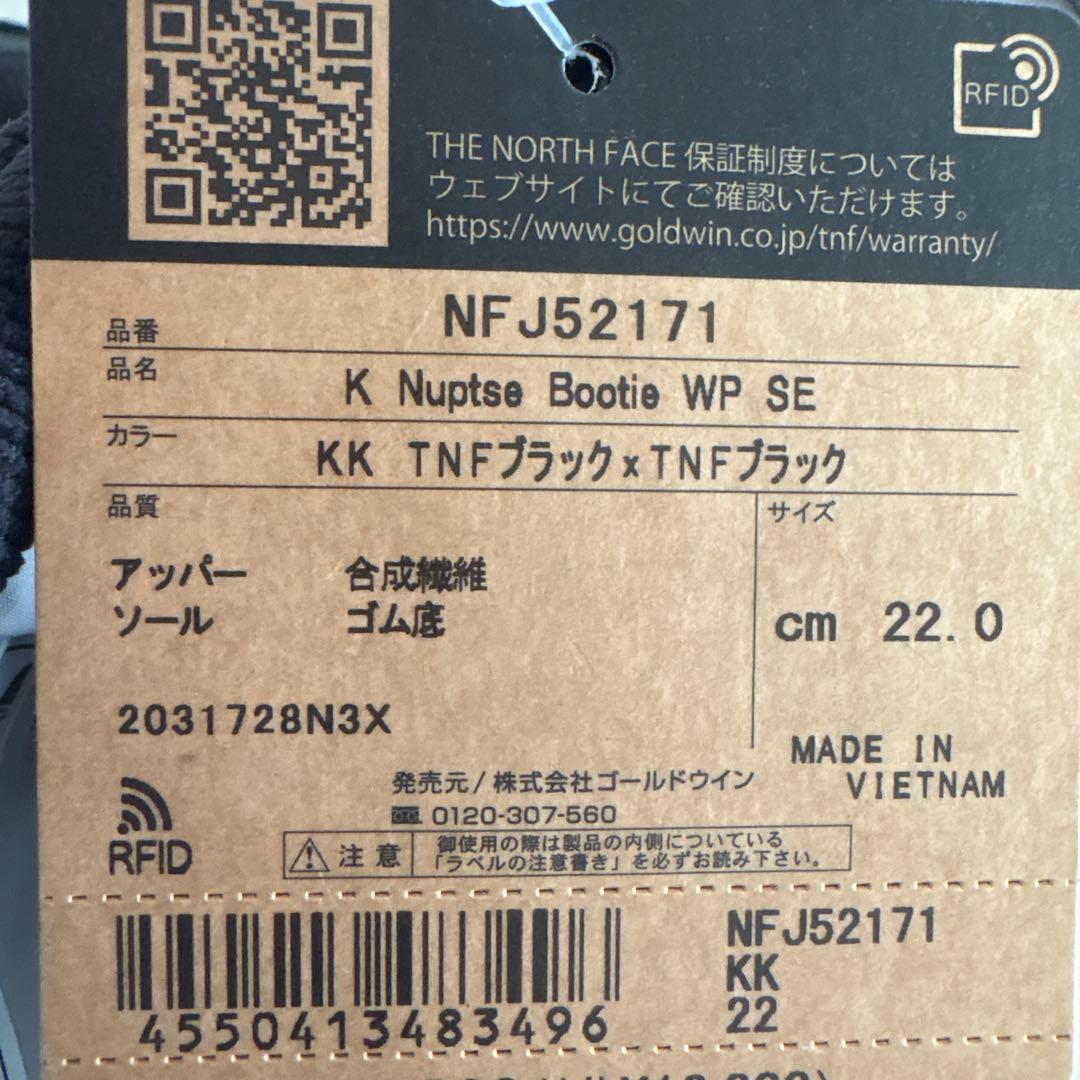 RFID
THE NORTH FACE 保証制度については
ウェブサイトにてご確認いただけます。
https://www.goldwin.co.jp/tnf/warranty/
品番 NFJ52171
品名 K Nuptse Bootie WP SE
カラー KK TNFブラックxTNFブラック
品質
サイズ
アッパー 合成繊維
ソール ゴム底
cm 22.0
2031728N3X
MADE IN
VIETNAM
発売元/株式会社ゴールドウイン
0120-307-560
RFID
注意
御使用の際は製品の内側についている
「ラベルの注意書き」を必ずお読み下さい。
NFJ52171
KK
22
4550413483496